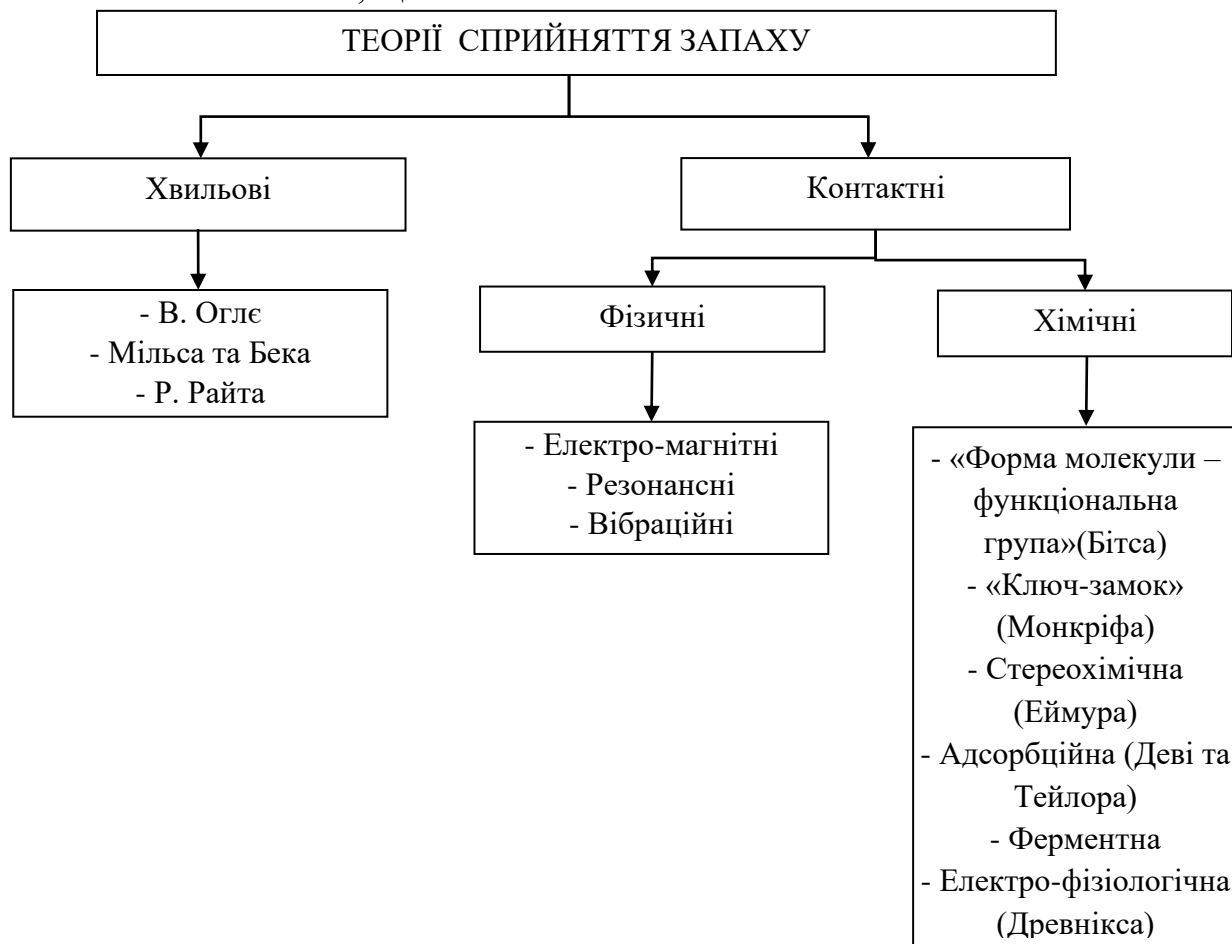 ТЕОРІЇ СПРИЙНЯТТЯ ЗАПАХУ
Хвильові
Контактні
- В. Оглє
- Мільса та Бека
- Р. Райта
Фізичні
Хімічні
- Електро-магнітні
- Резонансні
- Вібраційні
- «Форма молекули –
функціональна
група»(Бітса)
- «Ключ-замок»
(Монкріфа)
- Стереохімічна
(Еймура)
- Адсорбційна (Деві та
Тейлора)
- Ферментна
- Електро-фізіологічна
(Древнікса)